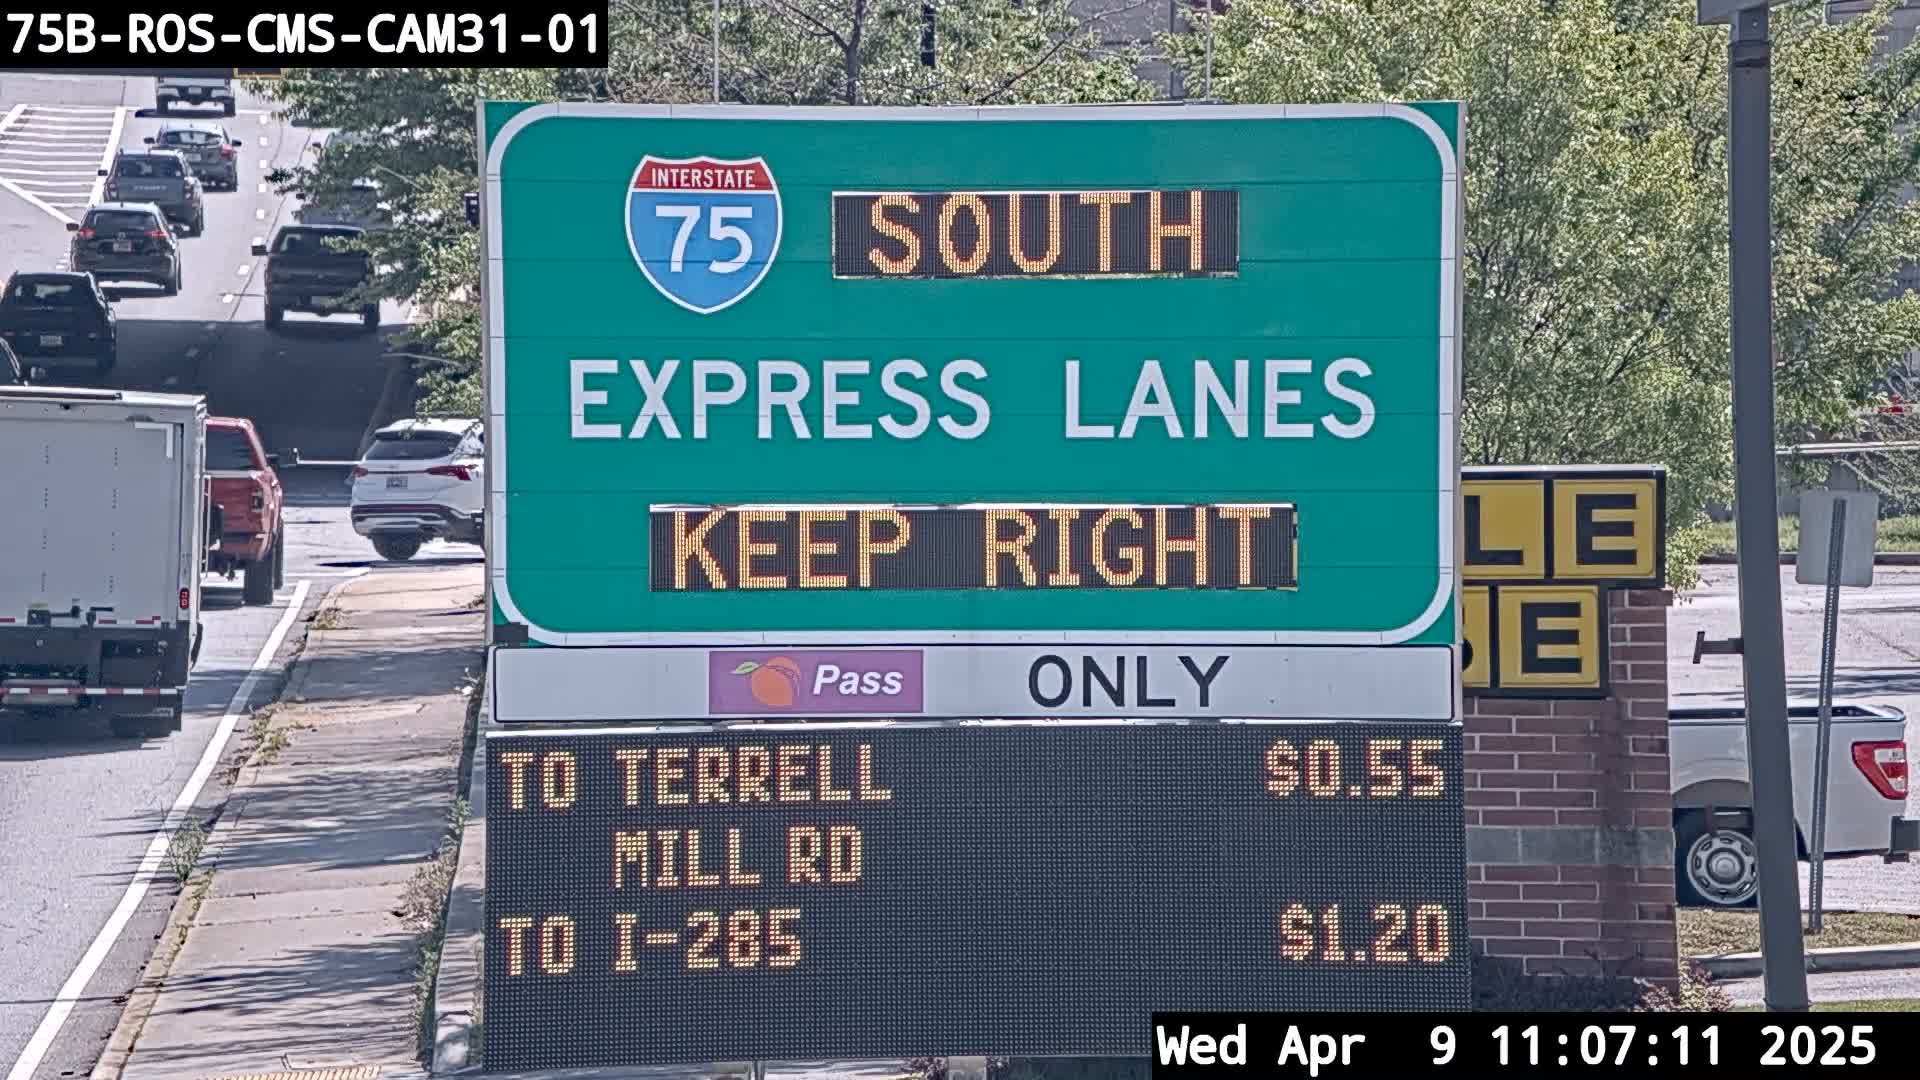 75B-ROS-CMS-CAM31-01
INTERSTATE
75
SOUTH
EXPRESS LANES
KEEP RIGHT
Pass ONLY
TO TERRELL $0.55
MILL RD
TO I-285 $1.20
LE
E
Wed Apr 9 11:07:11 2025